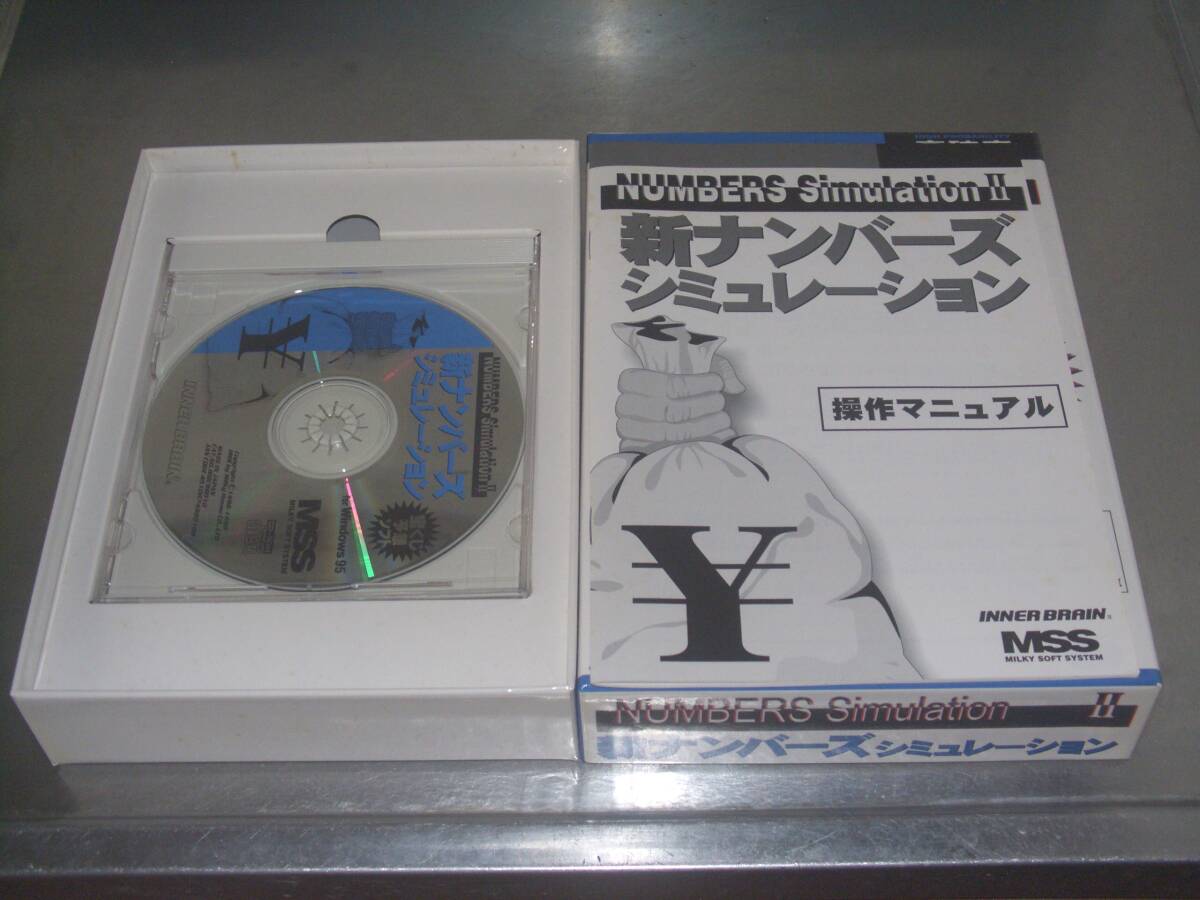 NUMBERS Simulation II
新ナンバーズ
シミュレーション
操作マニュアル
¥
INNER BRAIN
MSS
MILKY SOFT SYSTEM
NUMBERS Simulation II
新ナンバーズシミュレーション
¥
NUMBERS Simulation II
新ナンバーズ
シミュレーション
INNER BRAIN
for Windows 95
MSS
MILKY SOFT SYSTEM